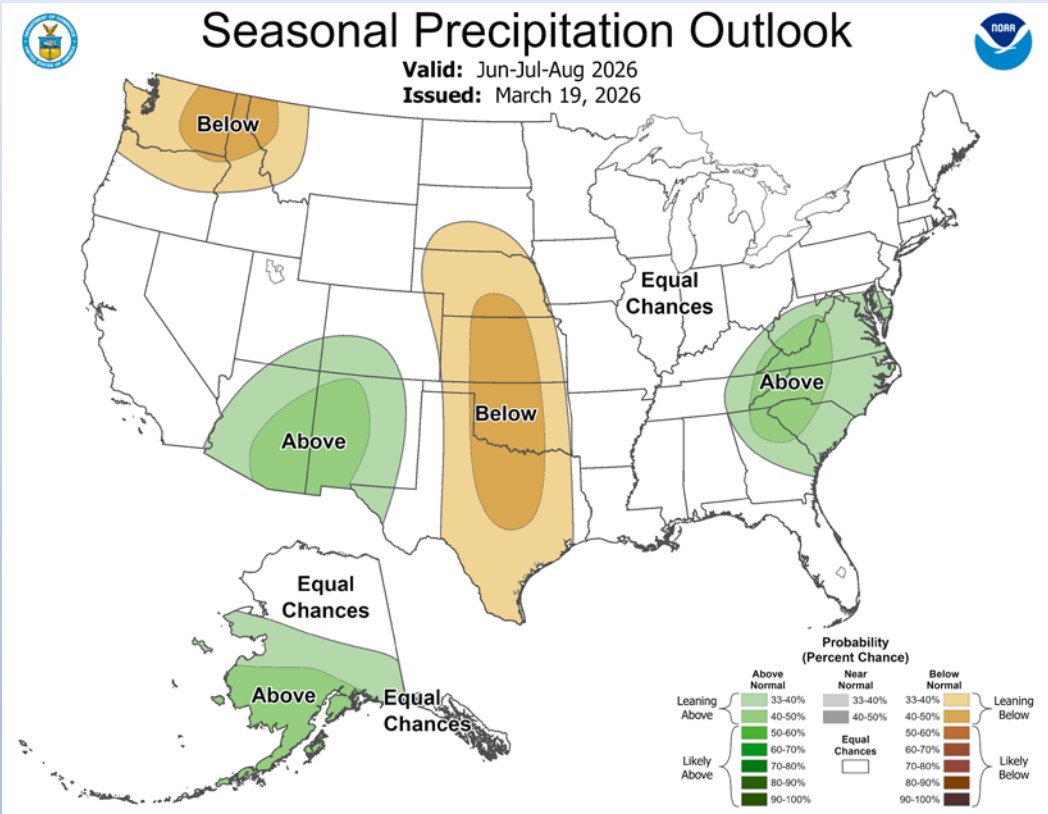 Seasonal Precipitation Outlook
Valid: Jun-Jul-Aug 2026
Issued: March 19, 2026
NOAA
Below
Equal
Chances
Above
Below
Above
Equal
Chances
Above
Equal
Chances
Probability
(Percent Chance)
Above
Normal
Near
Normal
Below
Normal
Leaning
Above
33-40%
33-40%
33-40%
Leaning
Below
40-50%
40-50%
40-50%
50-60%
50-60%
Equal
Chances
Likely
Above
60-70%
60-70%
Likely
Below
70-80%
70-80%
80-90%
80-90%
90-100%
90-100%